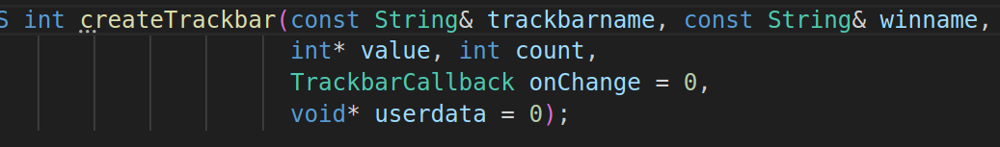 S int createTrackbar(const String& trackbarname, const String& winname,
int* value, int count,
TrackbarCallback onChange = 0,
void* userdata = 0);